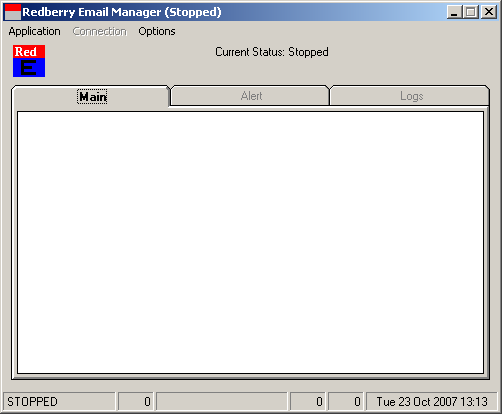 Redberry Email Manager (Stopped)
Application Connection Options
Red
E
Current Status: Stopped
Main Alert Logs
STOPPED 0 0 0 Tue 23 Oct 2007 13:13